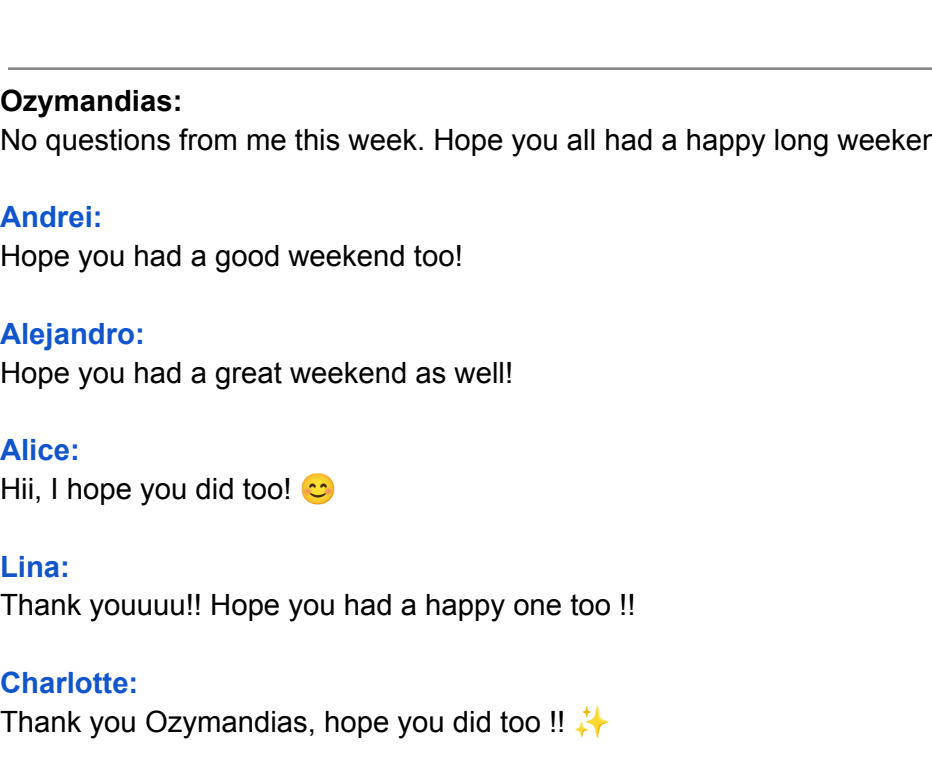 Ozymandias:
No questions from me this week. Hope you all had a happy long
Andrei:
Hope you had a good weekend too!
Alejandro:
Hope you had a great weekend as well!
Alice:
Hii, I hope you did too! 😊
Lina:
Thank youuuu!! Hope you had a happy one too !!
Charlotte:
Thank you Ozymandias, hope you did too !! ✨